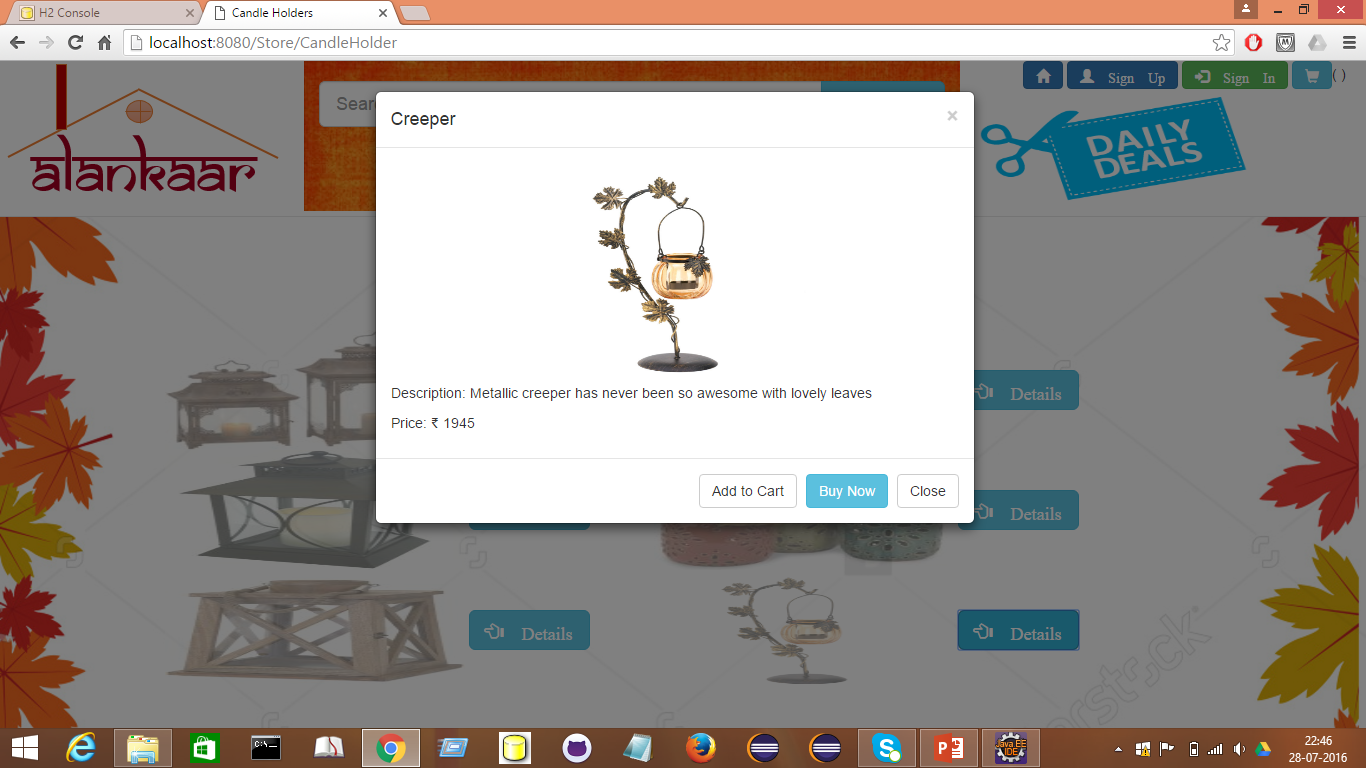 H2 Console
Candle Holders
localhost:8080/Store/CandleHolder
alankaar
Sear
Sign Up
Sign In
()
DAILY
DEALS
Creeper
×
Description: Metallic creeper has never been so awesome with lovely leaves
Price: ₹ 1945
Add to Cart
Buy Now
Close
Details
Details
Details
Details
C:\_
Java EE
IDE
22:46
28-07-2016